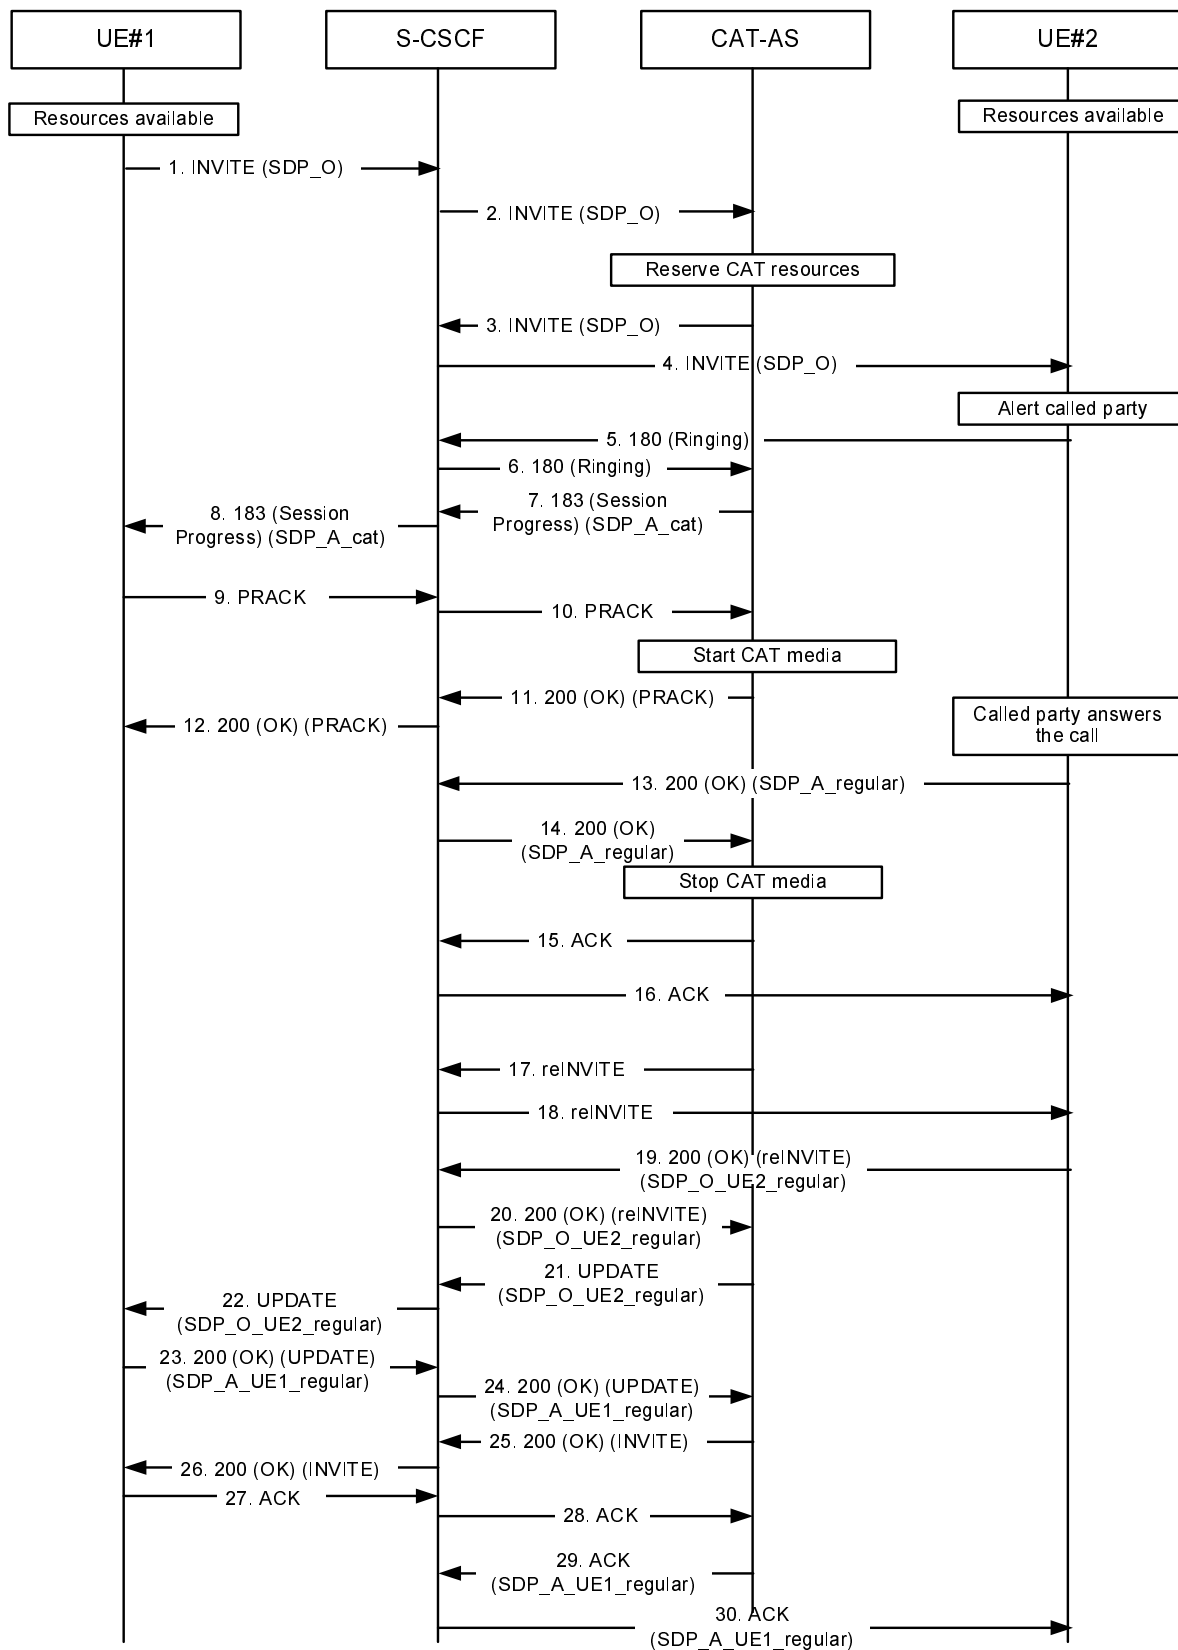 UE#1
S-CSCF
CAT-AS
UE#2
Resources available
Resources available
1. INVITE (SDP_O)
2. INVITE (SDP_O)
Reserve CAT resources
3. INVITE (SDP_O)
4. INVITE (SDP_O)
Alert called party
5. 180 (Ringing)
6. 180 (Ringing)
7. 183 (Session
Progress) (SDP_A_cat)
8. 183 (Session
Progress) (SDP_A_cat)
9. PRACK
10. PRACK
Start CAT media
11. 200 (OK) (PRACK)
12. 200 (OK) (PRACK)
Called party answers
the call
13. 200 (OK) (SDP_A_regular)
14. 200 (OK)
(SDP_A_regular)
Stop CAT media
15. ACK
16. ACK
17. reINVITE
18. reINVITE
19. 200 (OK) (reINVITE)
(SDP_O_UE2_regular)
20. 200 (OK) (reINVITE)
(SDP_O_UE2_regular)
21. UPDATE
(SDP_O_UE2_regular)
22. UPDATE
(SDP_O_UE2_regular)
23. 200 (OK) (UPDATE)
(SDP_A_UE1_regular)
24. 200 (OK) (UPDATE)
(SDP_A_UE1_regular)
25. 200 (OK) (INVITE)
26. 200 (OK) (INVITE)
27. ACK
28. ACK
29. ACK
(SDP_A_UE1_regular)
30. ACK
(SDP_A_UE1_regular)